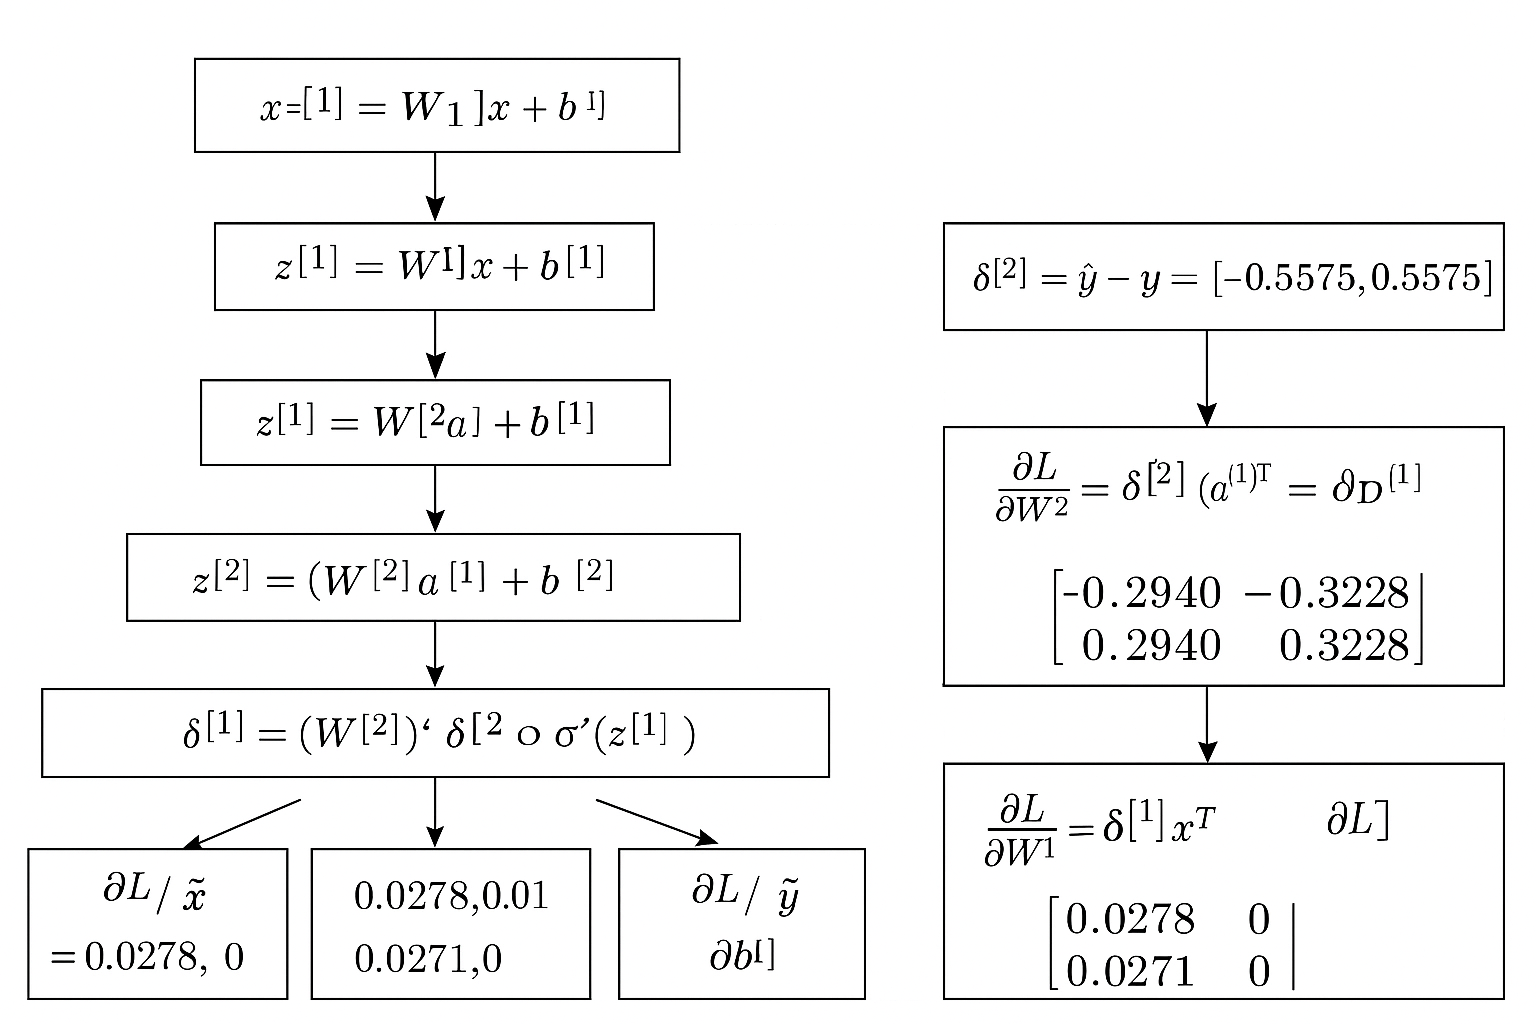 x=[1] = W1 ]x + b 1]
z[1] = W1]x + b[1]
z[1] = W[2a] + b[1]
z[2] = (W[2]a[1] + b [2]
δ[1] = (W[2])‘ δ[2 o σ′(z[1] )
∂L/ x̃
= 0.0278, 0
0.0278,0.01
0.0271,0
∂L/ ỹ
∂b[]
δ[2] = ŷ − y = [−0.5575,0.5575]
∂L/∂W2 = δ[2] (a(1)T = ∂D(1]
[-0.2940 −0.3228|
[0.2940 0.3228]
∂L/∂W1 = δ[1]xT ∂L]
[0.0278 0 |
[0.0271 0 |